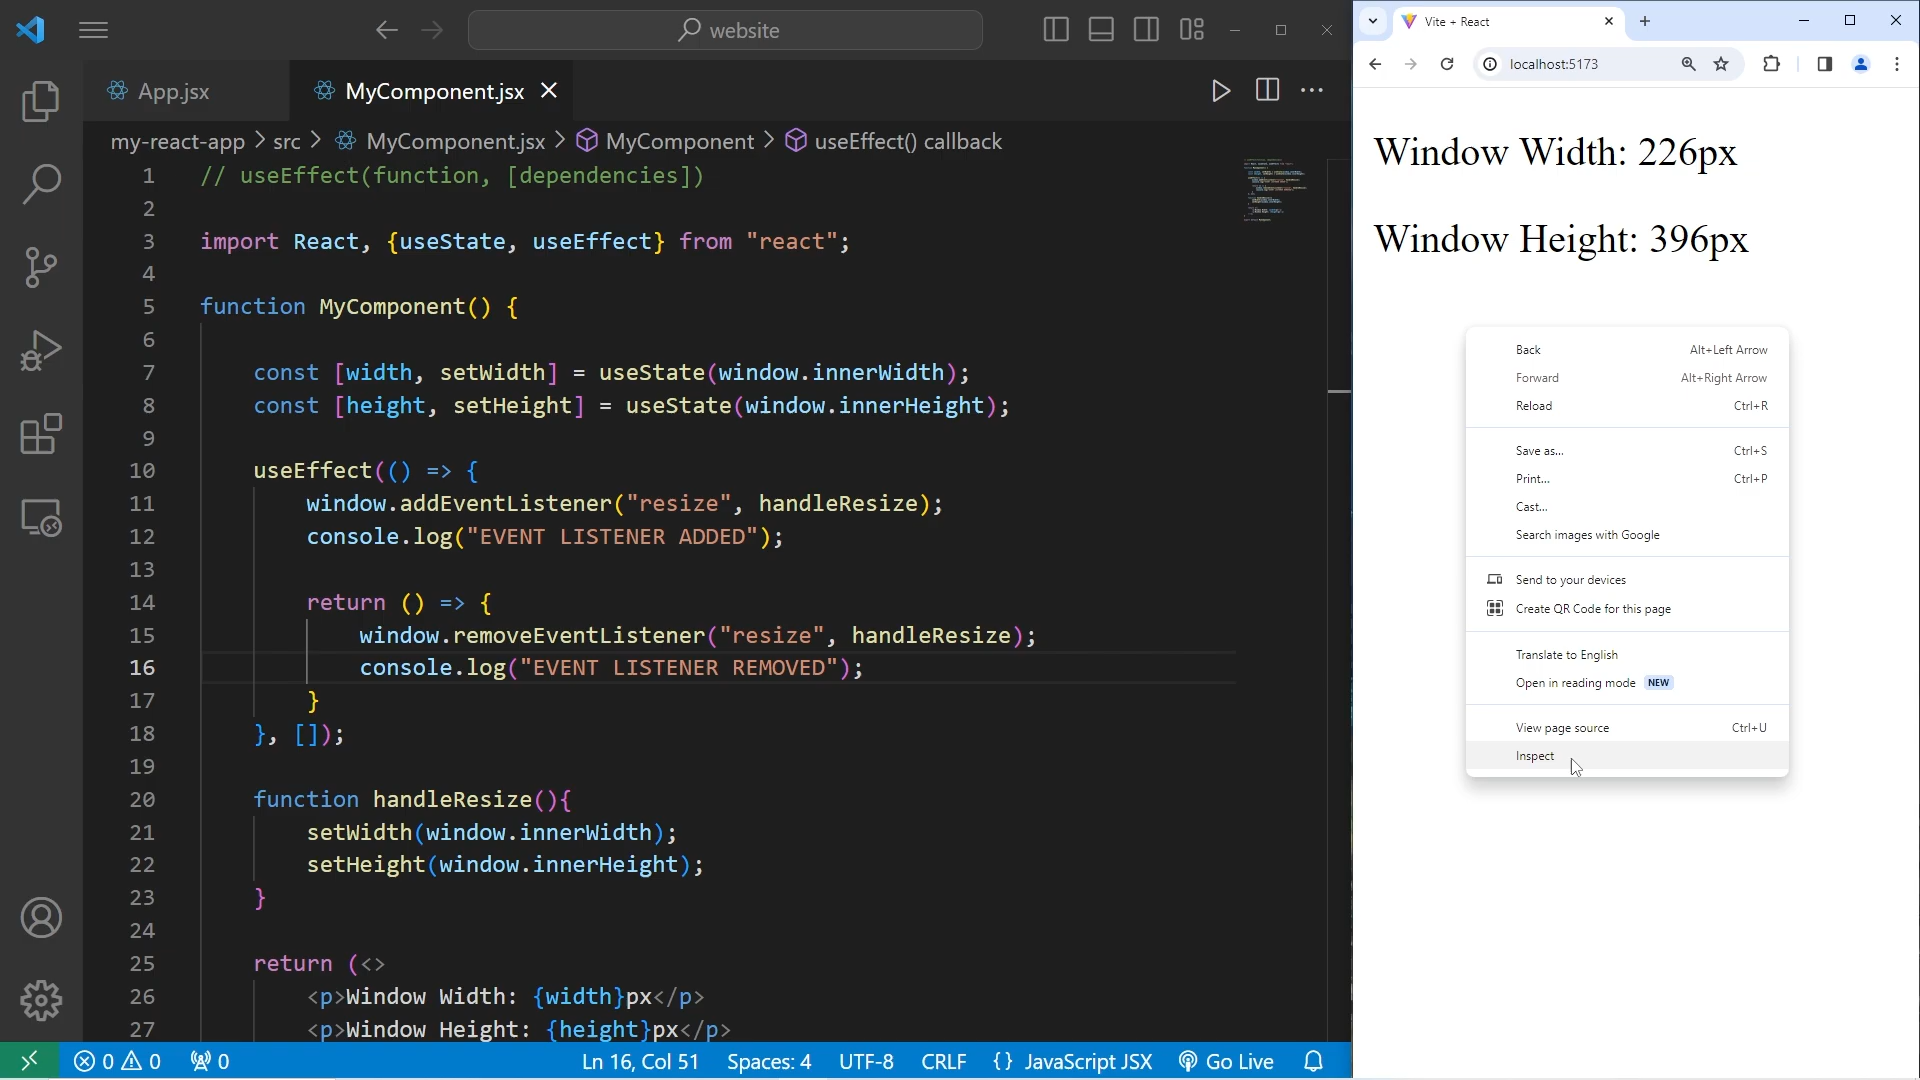 website
App.jsx
MyComponent.jsx
my-react-app > src > MyComponent.jsx > MyComponent > useEffect() callback
1 // useEffect(function, [dependencies])
2
3 import React, {useState, useEffect} from "react";
4
5 function MyComponent() {
6
7 const [width, setWidth] = useState(window.innerWidth);
8 const [height, setHeight] = useState(window.innerHeight);
9
10 useEffect(() => {
11 window.addEventListener("resize", handleResize);
12 console.log("EVENT LISTENER ADDED");
13
14 return () => {
15 window.removeEventListener("resize", handleResize);
16 console.log("EVENT LISTENER REMOVED");
17 }
18 }, []);
19
20 function handleResize(){
21 setWidth(window.innerWidth);
22 setHeight(window.innerHeight);
23 }
24
25 return (<>
26 <p>Window Width: {width}px</p>
27 <p>Window Height: {height}px</p>
0 0 0 Ln 16, Col 51 Spaces: 4 UTF-8 CRLF {} JavaScript JSX Go Live
Vite + React
localhost:5173
Window Width: 226px
Window Height: 396px
Back Alt+Left Arrow
Forward Alt+Right Arrow
Reload Ctrl+R
Save as... Ctrl+S
Print... Ctrl+P
Cast...
Search images with Google
Send to your devices
Create QR Code for this page
Translate to English
Open in reading mode NEW
View page source Ctrl+U
Inspect